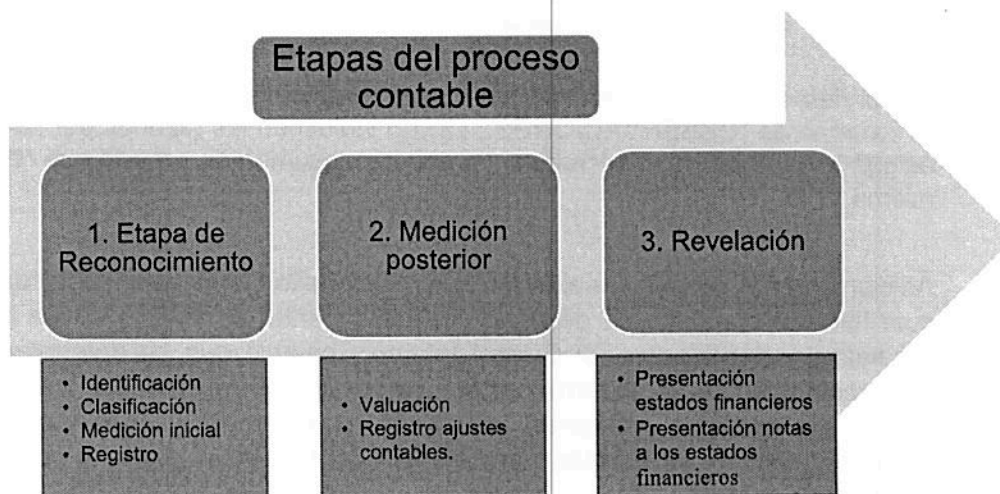 Etapas del proceso
contable
1. Etapa de
Reconocimiento
2. Medición
posterior
3. Revelación
• Identificación
• Clasificación
• Medición inicial
• Registro
• Valuación
• Registro ajustes
contables.
• Presentación
estados financieros
• Presentación notas
a los estados
financieros